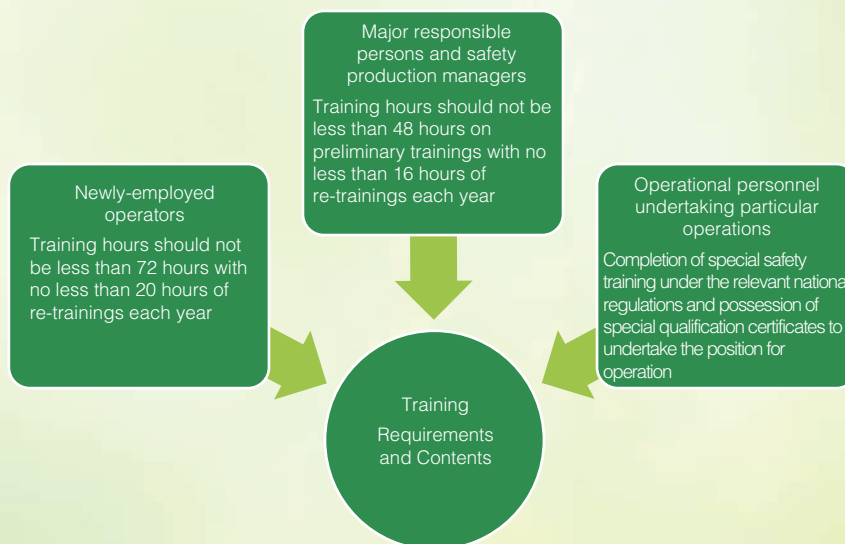 Major responsible
persons and safety
production managers
Training hours should not be
less than 48 hours on
preliminary trainings with no
less than 16 hours of
re-trainings each year
Newly-employed
operators
Training hours should not
be less than 72 hours with
no less than 20 hours of
re-trainings each year
Operational personnel
undertaking particular
operations
Completion of special safety
training under the relevant nationa
regulations and possession of
special qualification certificates to
undertake the position for
operation
Training
Requirements
and Contents